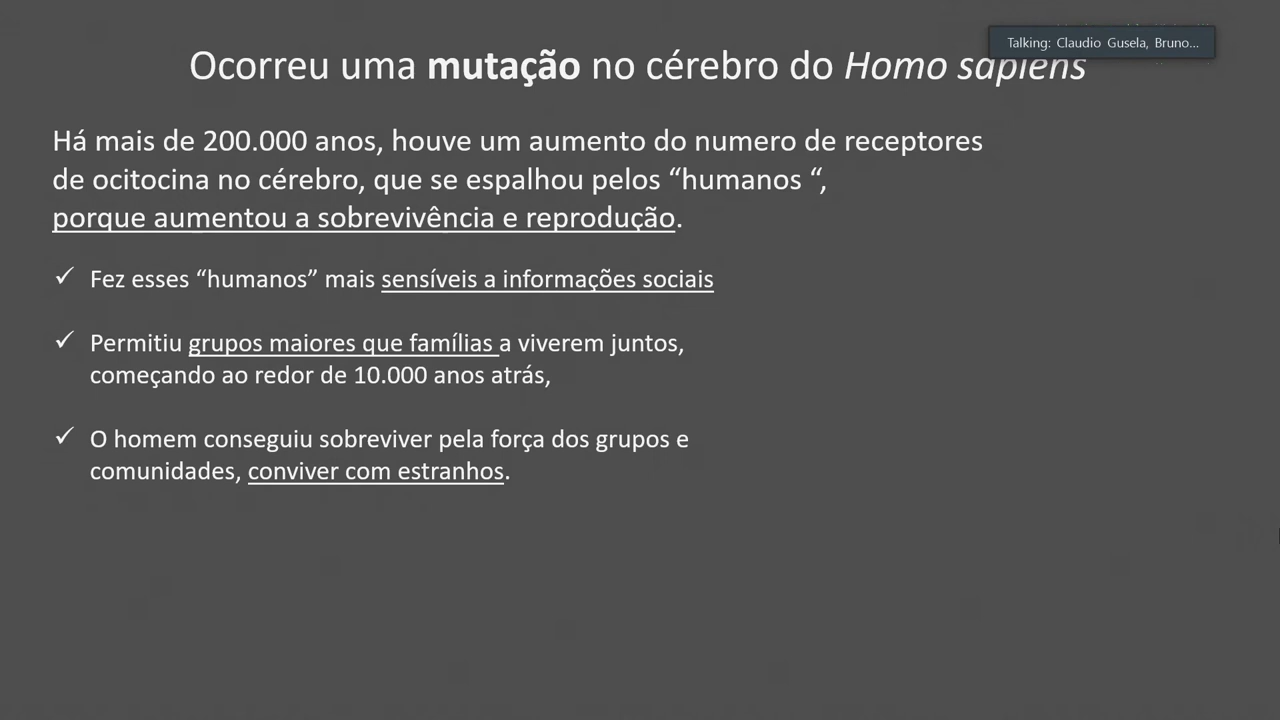 Talking: Claudio Gusela, Bruno...
Ocorreu uma mutação no cérebro do Homo sapiens
Há mais de 200.000 anos, houve um aumento do numero de receptores
de ocitocina no cérebro, que se espalhou pelos “humanos “,
porque aumentou a sobrevivência e reprodução.
✓ Fez esses “humanos” mais sensíveis a informações sociais
✓ Permitiu grupos maiores que famílias a viverem juntos,
começando ao redor de 10.000 anos atrás,
✓ O homem conseguiu sobreviver pela força dos grupos e
comunidades, conviver com estranhos.